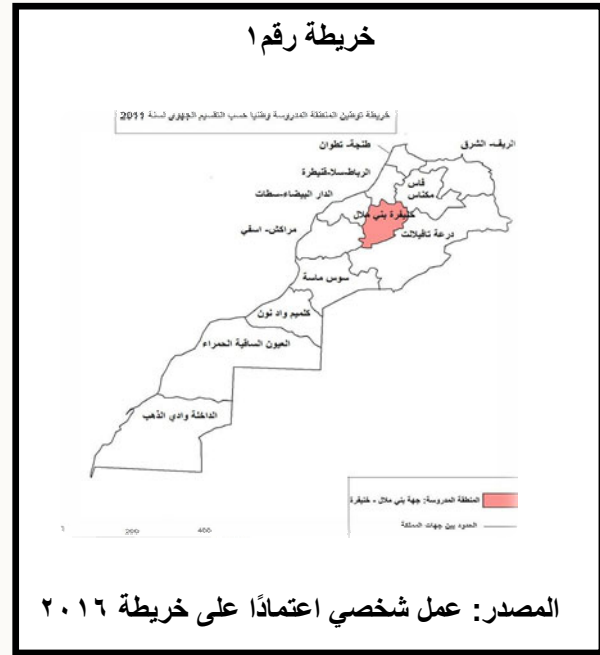 خريطة رقم١
خريطة توطين المنطقة المدروسة وطنيا حسب التقسيم الجهوي لسنة
طنجة- تطوان
الريف- الشرق
الرباط-سلا-قنيطرة
فاس
مكناس
الدار البيضاء-سطات
خنيفرة بني ملال
مراكش- اسفي
درعة تافيلالت
سوس ماسة
كلميم واد نون
العيون الساقية الحمراء
الداخلة وادي الذهب
المنطقة المدروسة: جهة بني ملال - خنيفرة
الحدود بين جهات المملكة
200 400
المصدر: عمل شخصي اعتمادًا على خريطة ٢٠١٦